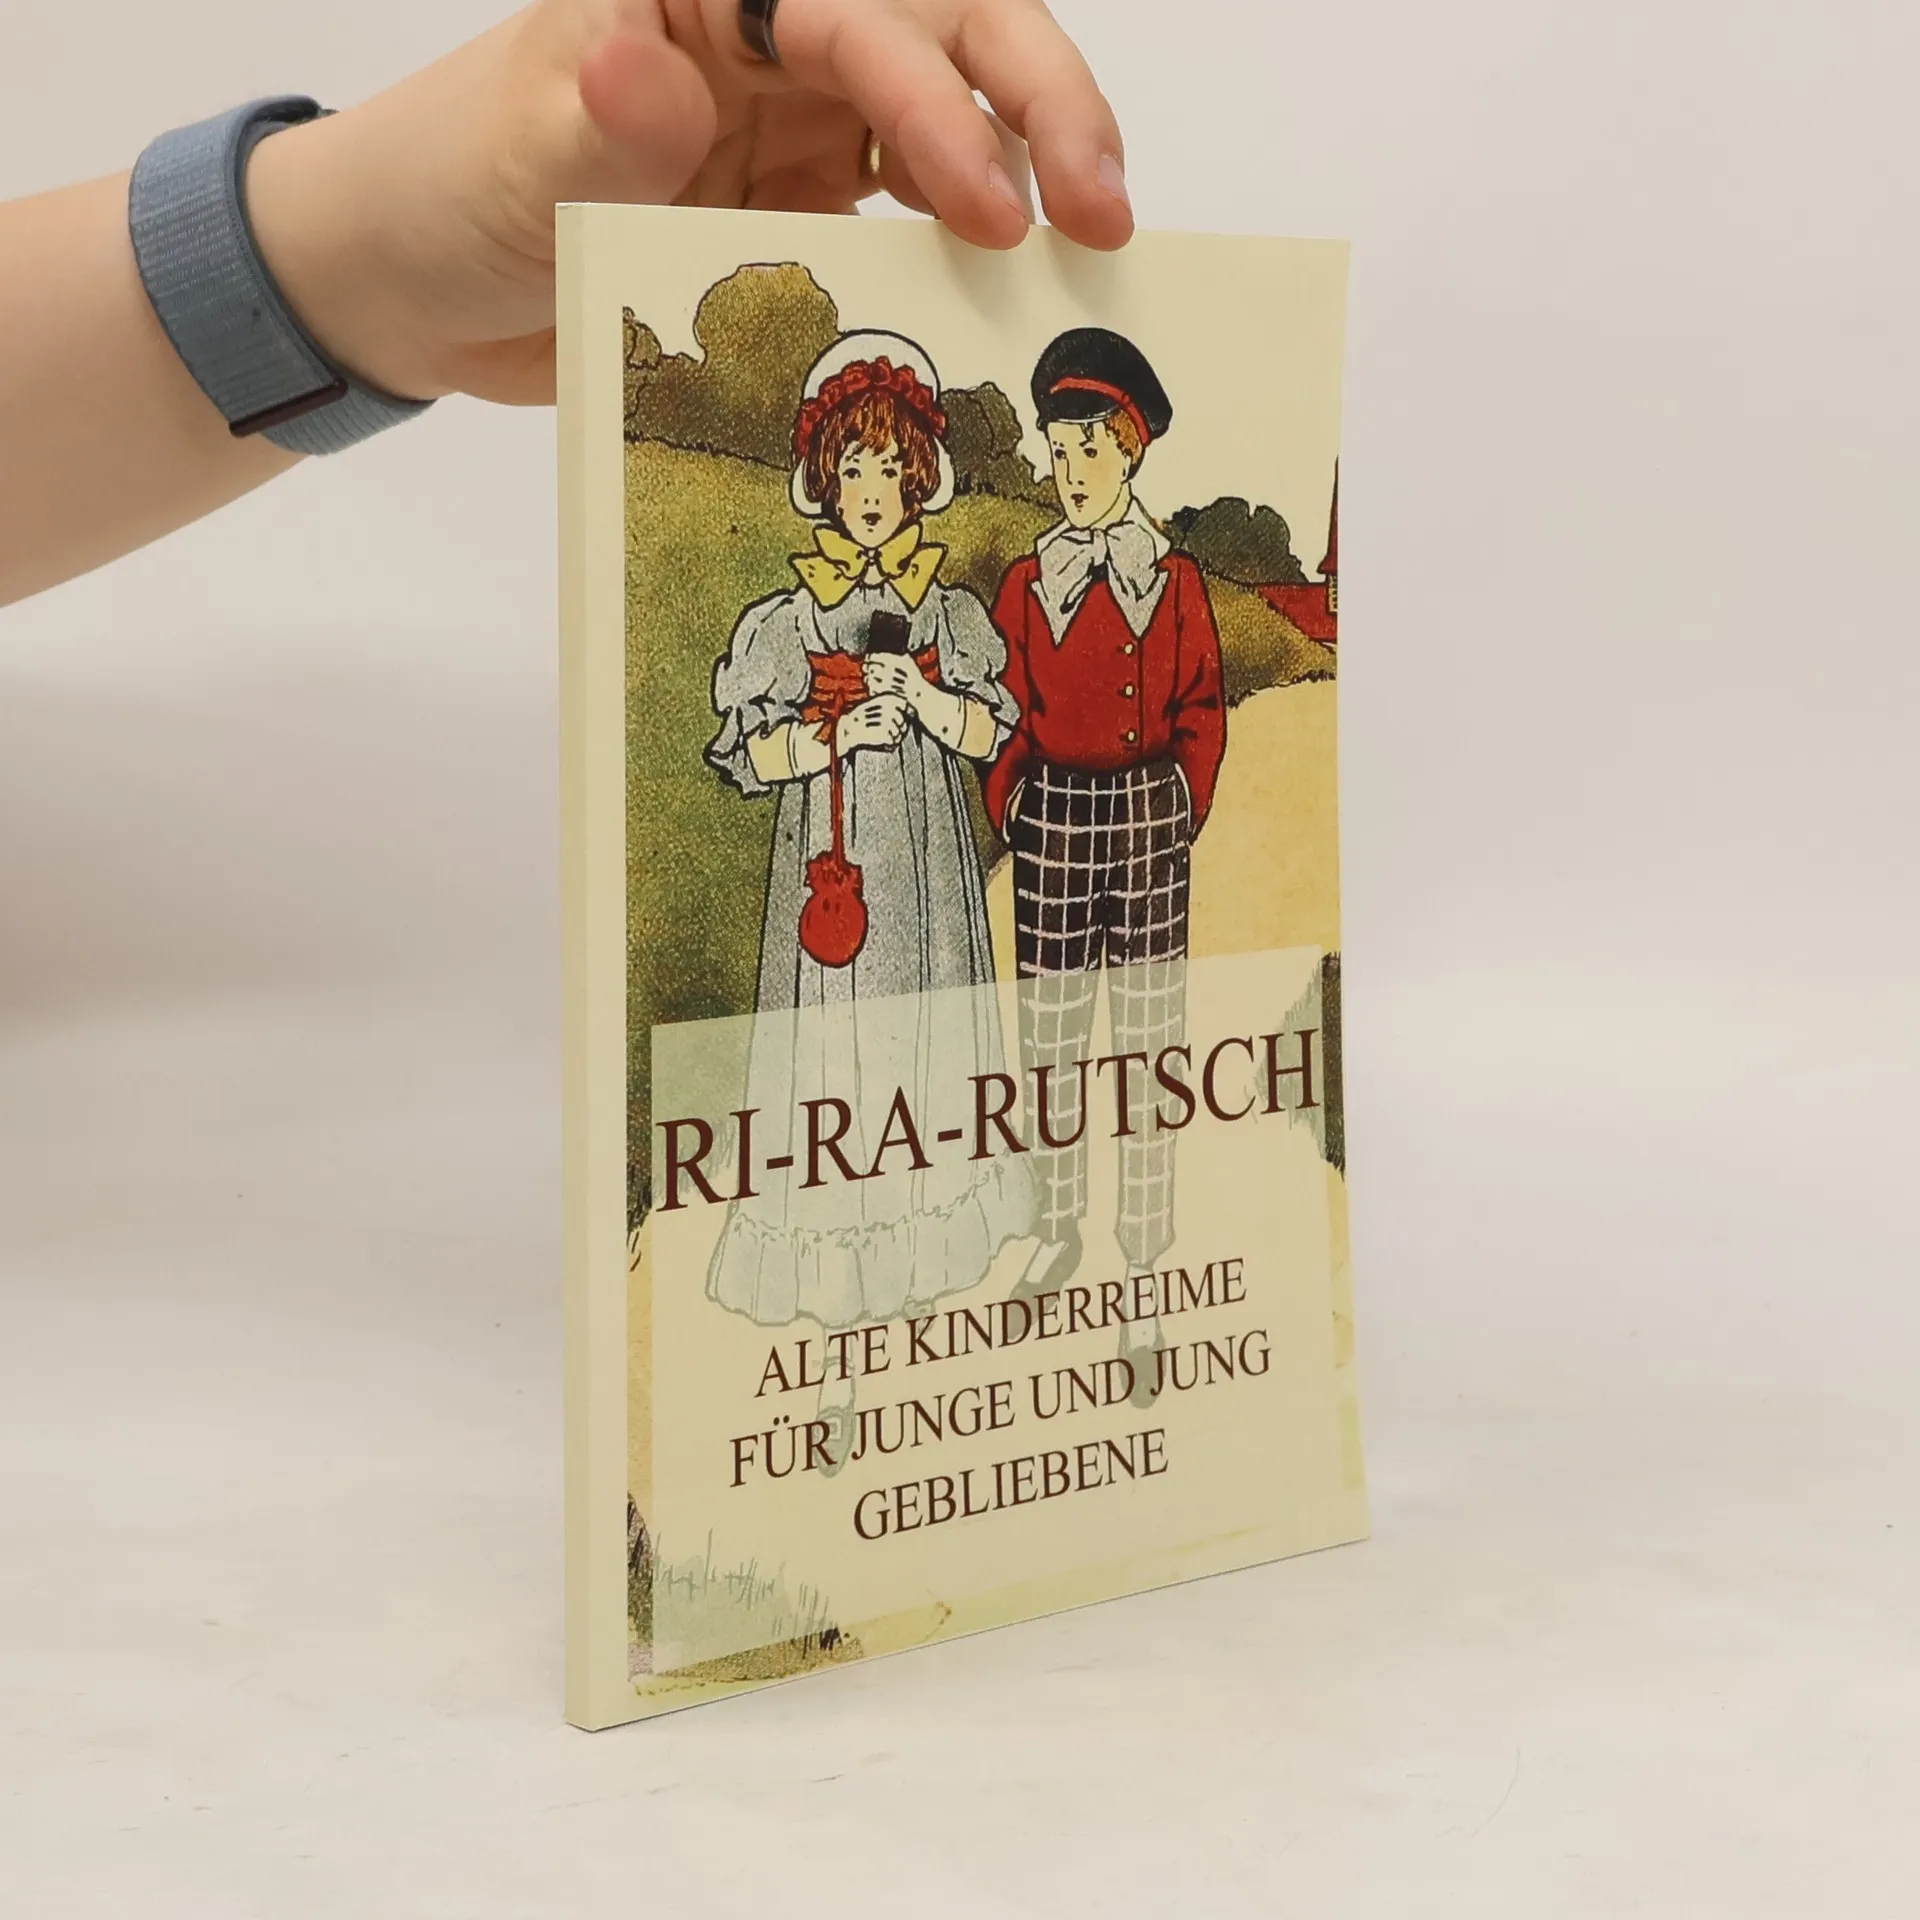 RI-RA-RUTSCH
ALTE KINDERREIME
FÜR JUNGE UND JUNG
GEBLIEBENE